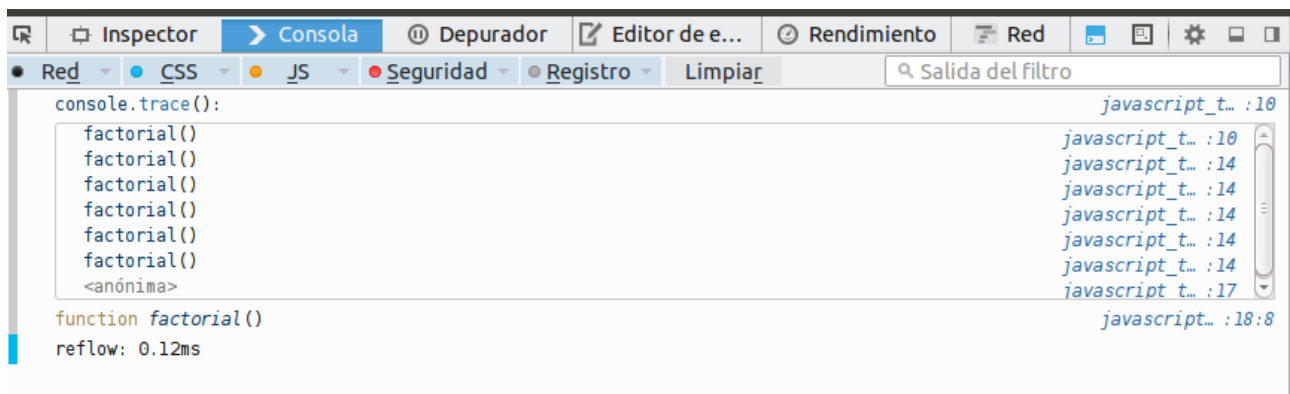 Inspector Consola Depurador Editor de e... Rendimiento Red
Red CSS JS Seguridad Registro Limpiar Salida del filtro
console.trace(): javascript_t… :10
factorial() javascript_t… :10
factorial() javascript_t… :14
factorial() javascript_t… :14
factorial() javascript_t… :14
factorial() javascript_t… :14
factorial() javascript_t… :14
<anónima> javascript_t… :17
function factorial() javascript… :18:8
reflow: 0.12ms